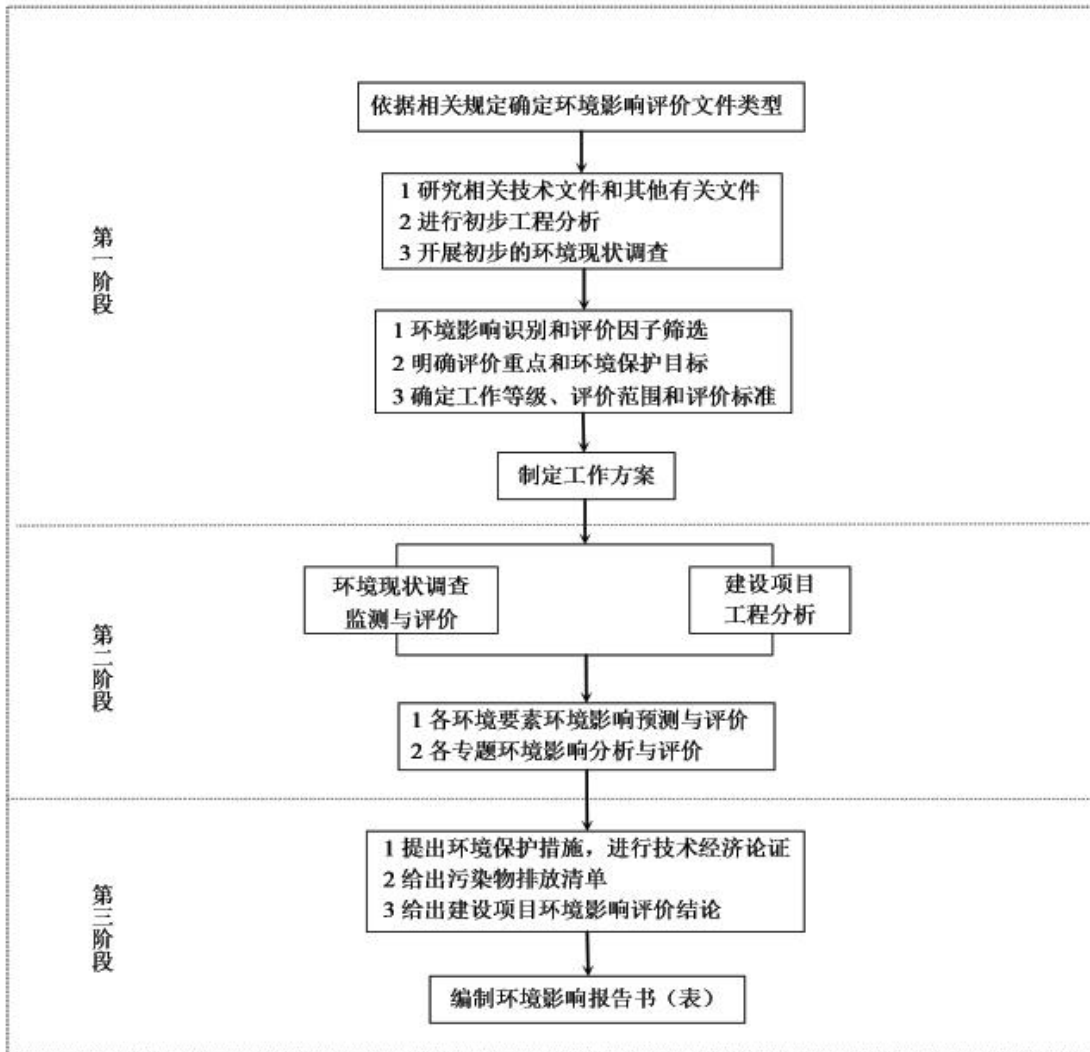 依据相关规定确定环境影响评价文件类型
1 研究相关技术文件和其他有关文件
2 进行初步工程分析
3 开展初步的环境现状调查
第一阶段
1 环境影响识别和评价因子筛选
2 明确评价重点和环境保护目标
3 确定工作等级、评价范围和评价标准
制定工作方案
环境现状调查
监测与评价
建设项目
工程分析
第二阶段
1 各环境要素环境影响预测与评价
2 各专题环境影响分析与评价
1 提出环境保护措施，进行技术经济论证
2 给出污染物排放清单
3 给出建设项目环境影响评价结论
第三阶段
编制环境影响报告书（表）